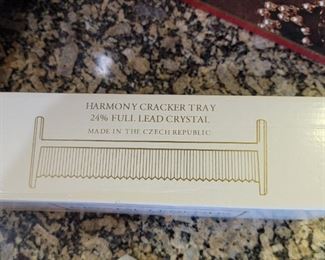 HARMONY CRACKER TRAY
24% FULL LEAD CRYSTAL
MADE IN THE CZECH REPUBLIC